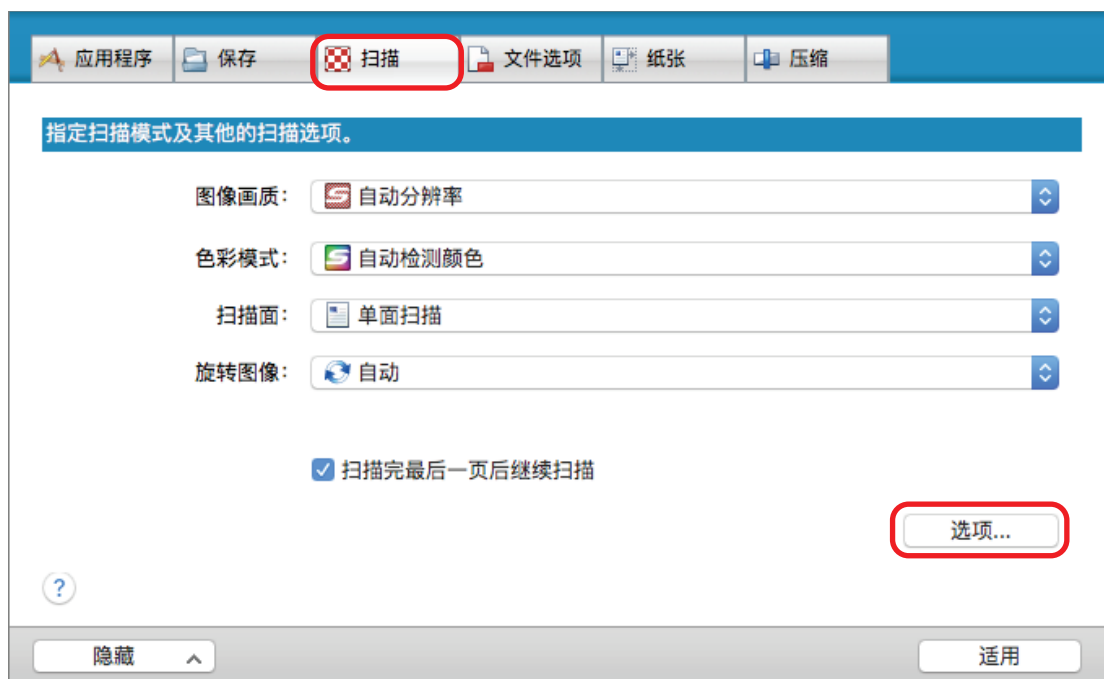 应用程序 保存 扫描 文件选项 纸张 压缩
指定扫描模式及其他的扫描选项。
图像画质: 自动分辨率
色彩模式: 自动检测颜色
扫描面: 单面扫描
旋转图像: 自动
扫描完最后一页后继续扫描
选项...
?
隐藏 适用